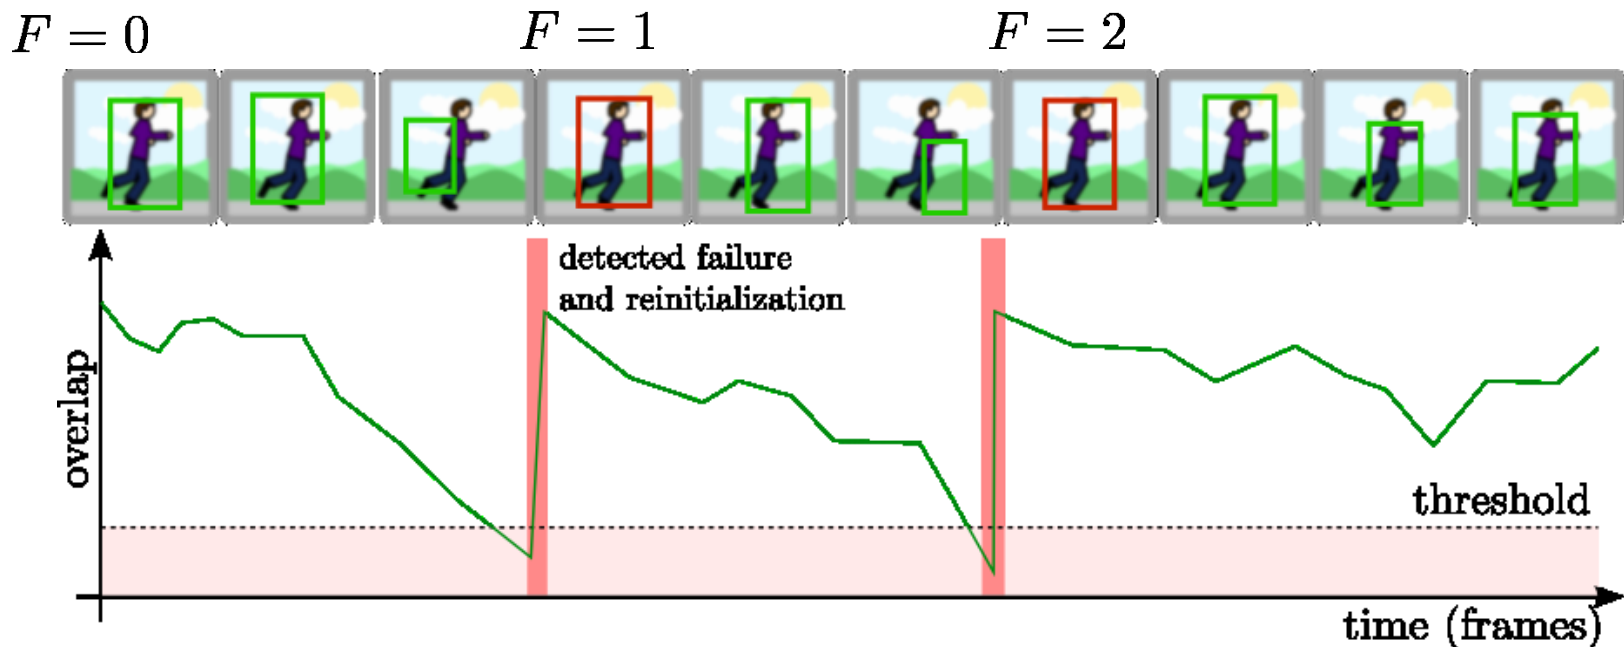 F = 0
F = 1
F = 2
detected failure
and reinitialization
overlap
threshold
time (frames)